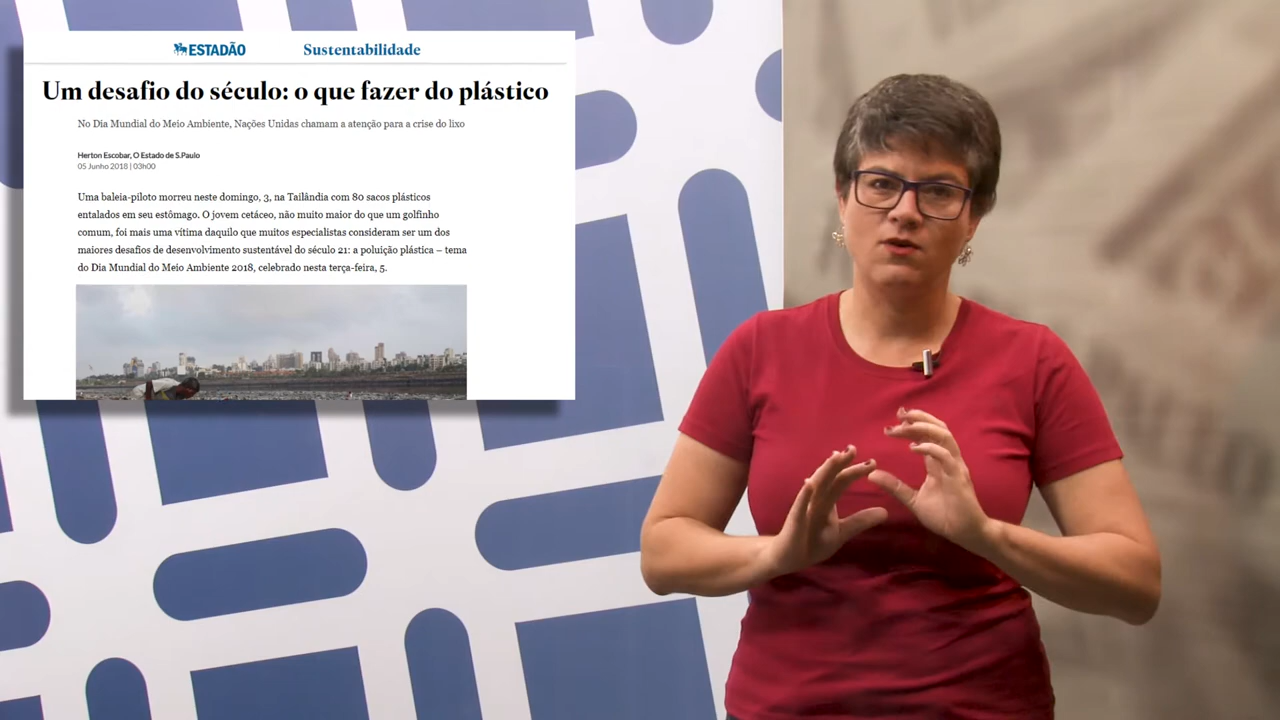 ESTADÃO Sustentabilidade
Um desafio do século: o que fazer do plástico
No Dia Mundial do Meio Ambiente, Nações Unidas chamam a atenção para a crise do lixo
Herton Escobar, O Estado de S.Paulo
05 Junho 2018 | 03h00
Uma baleia-piloto morreu neste domingo, 3, na Tailândia com 80 sacos plásticos
entalados em seu estômago. O jovem cetáceo, não muito maior do que um golfinho
comum, foi mais uma vítima daquilo que muitos especialistas consideram ser um dos
maiores desafios de desenvolvimento sustentável do século 21: a poluição plástica – tema
do Dia Mundial do Meio Ambiente 2018, celebrado nesta terça-feira, 5.